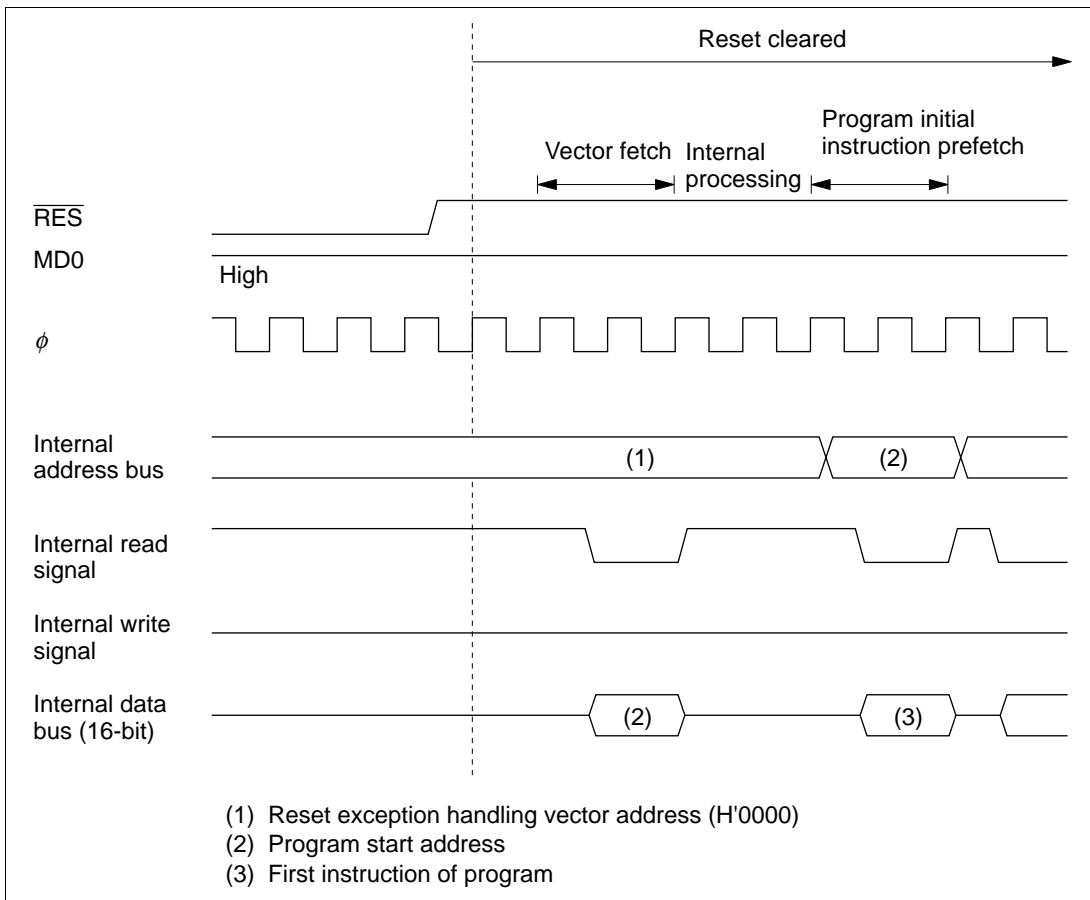 Reset cleared
Vector fetch
Internal
processing
Program initial
instruction prefetch
RES
MD0
High
φ
Internal
address bus
(1)
(2)
Internal read
signal
Internal write
signal
Internal data
bus (16-bit)
(2)
(3)
(1) Reset exception handling vector address (H'0000)
(2) Program start address
(3) First instruction of program